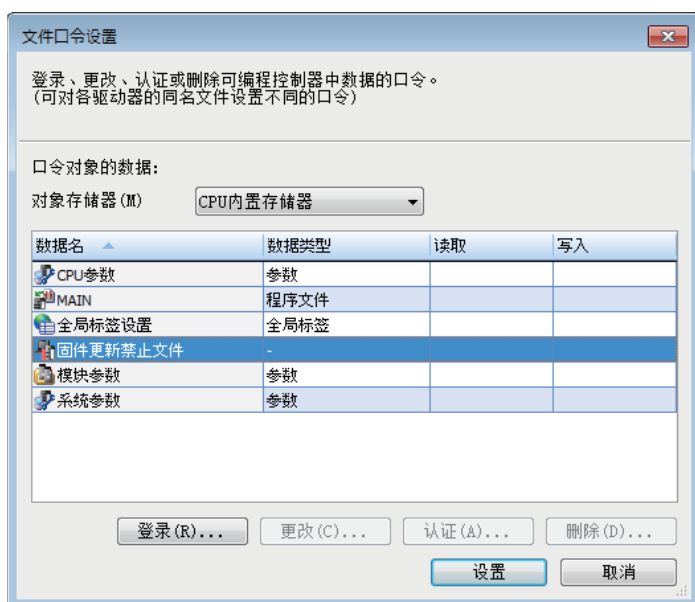 文件口令设置
登录、更改、认证或删除可编程控制器中数据的口令。
(可对各驱动器的同名文件设置不同的口令)
口令对象的数据:
对象存储器(M) CPU内置存储器
数据名 数据类型 读取 写入
CPU参数 参数
MAIN 程序文件
全局标签设置 全局标签
固件更新禁止文件 -
模块参数 参数
系统参数 参数
登录(R)... 更改(C)... 认证(A)... 删除(D)...
设置 取消